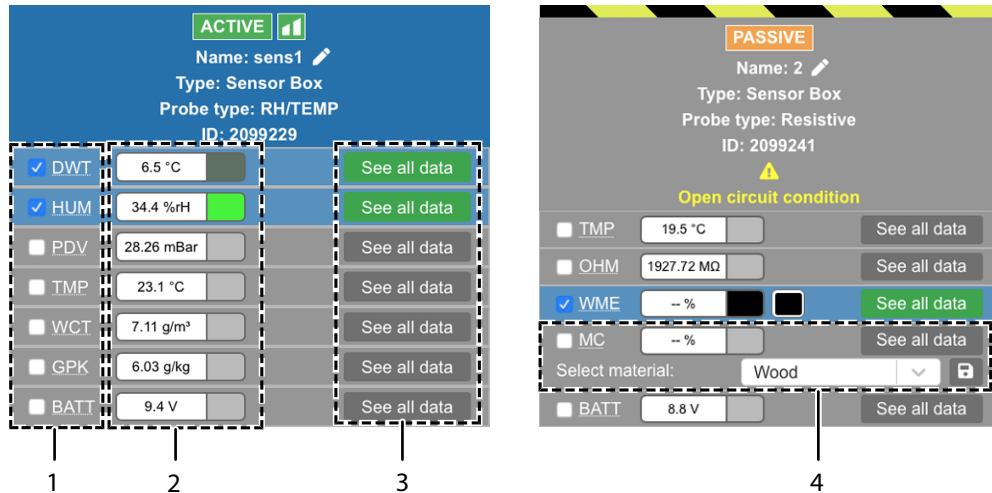 ACTIVE
Name: sens1
Type: Sensor Box
Probe type: RH/TEMP
ID: 2099229
DWT 6.5 °C See all data
HUM 34.4 %rH See all data
PDV 28.26 mBar See all data
TMP 23.1 °C See all data
WCT 7.11 g/m³ See all data
GPK 6.03 g/kg See all data
BATT 9.4 V See all data
1 2 3
PASSIVE
Name: 2
Type: Sensor Box
Probe type: Resistive
ID: 2099241
Open circuit condition
TMP 19.5 °C See all data
OHM 1927.72 MΩ See all data
WME -- % See all data
MC -- % See all data
Select material: Wood
BATT 8.8 V See all data
4